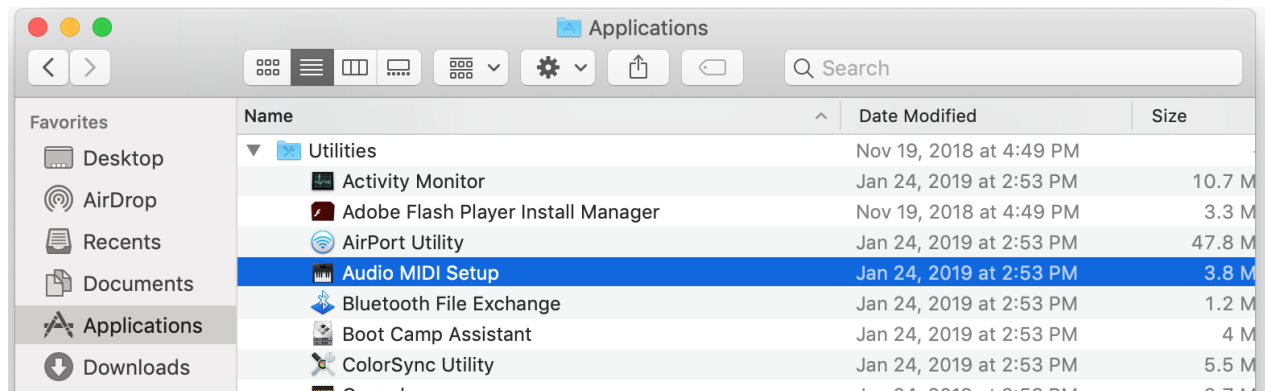 Applications
Search
Favorites
Desktop
AirDrop
Recents
Documents
Applications
Downloads
Name Date Modified Size
Utilities Nov 19, 2018 at 4:49 PM
Activity Monitor Jan 24, 2019 at 2:53 PM 10.7 M
Adobe Flash Player Install Manager Nov 19, 2018 at 4:49 PM 3.3 M
AirPort Utility Jan 24, 2019 at 2:53 PM 47.8 M
Audio MIDI Setup Jan 24, 2019 at 2:53 PM 3.8 M
Bluetooth File Exchange Jan 24, 2019 at 2:53 PM 1.2 M
Boot Camp Assistant Jan 24, 2019 at 2:53 PM 4 M
ColorSync Utility Jan 24, 2019 at 2:53 PM 5.5 M